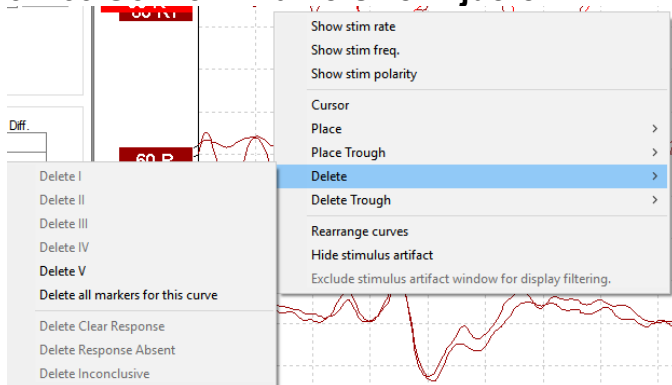 Show stim rate
Show stim freq.
Show stim polarity
Cursor
Place
Place Trough
Delete
Delete Trough
Rearrange curves
Hide stimulus artifact
Exclude stimulus artifact window for display filtering.
Diff.
60 R
Delete I
Delete II
Delete III
Delete IV
Delete V
Delete all markers for this curve
Delete Clear Response
Delete Response Absent
Delete Inconclusive